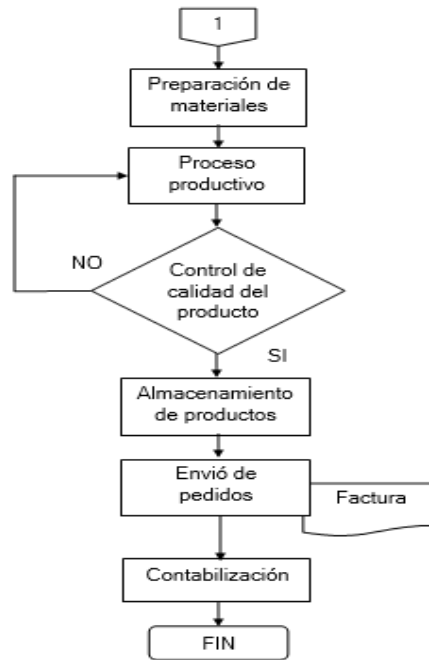 1
Preparación de
materiales
Proceso
productivo
NO
Control de
calidad del
producto
SI
Almacenamiento
de productos
Envió de
pedidos
Factura
Contabilización
FIN